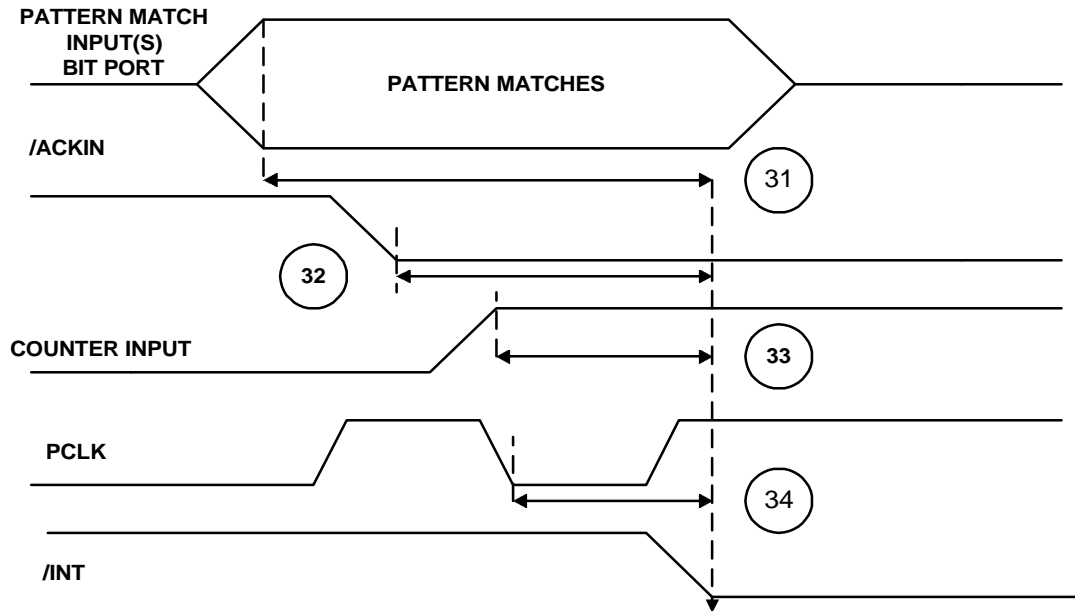 PATTERN MATCH
INPUT(S)
BIT PORT
PATTERN MATCHES
/ACKIN
31
32
COUNTER INPUT
33
PCLK
34
/INT